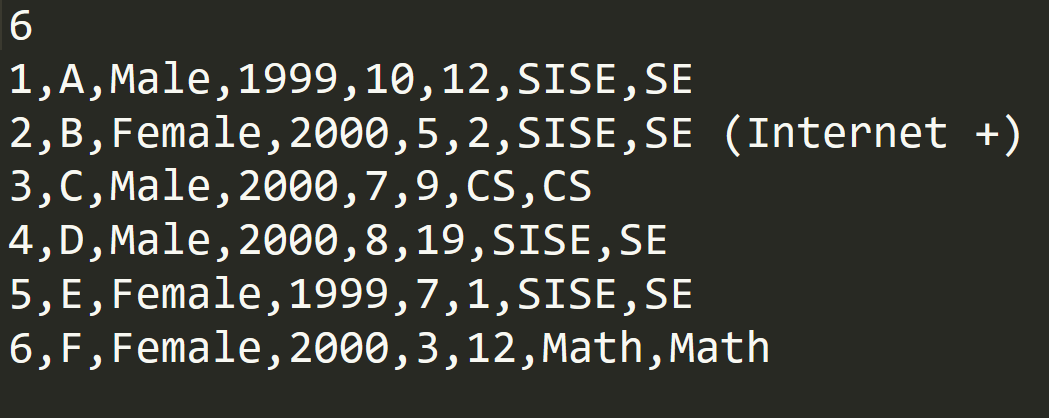 6
1,A,Male,1999,10,12,SISE,SE
2,B,Female,2000,5,2,SISE,SE (Internet +)
3,C,Male,2000,7,9,CS,CS
4,D,Male,2000,8,19,SISE,SE
5,E,Female,1999,7,1,SISE,SE
6,F,Female,2000,3,12,Math,Math